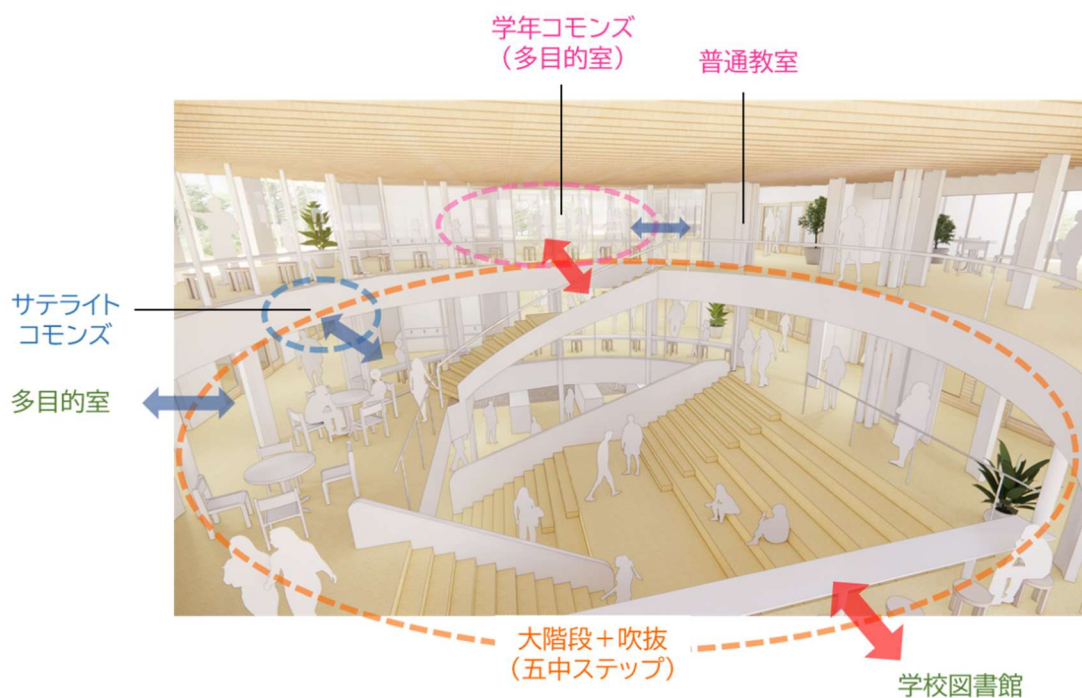 学年コモンズ
（多目的室）
普通教室
サテライト
コモンズ
多目的室
大階段＋吹抜
（五中ステップ）
学校図書館